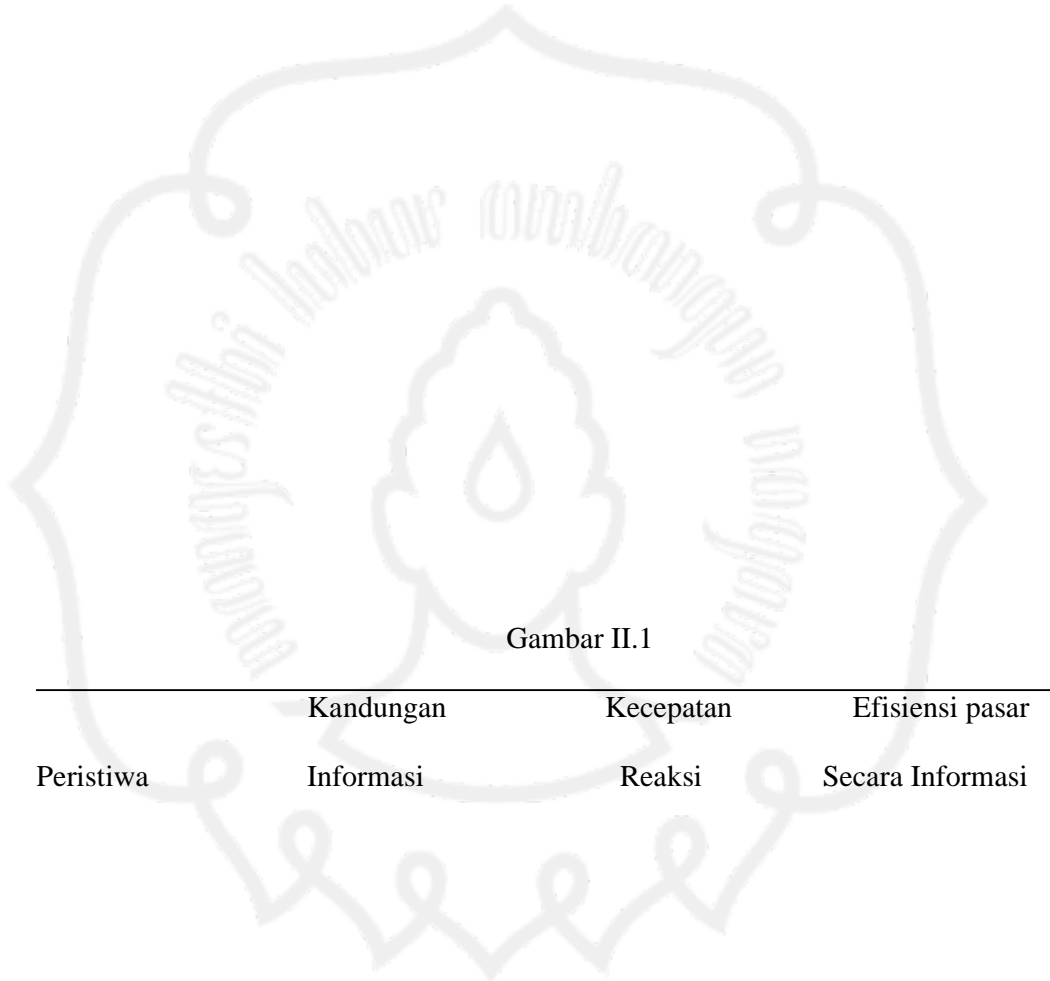 Gambar II.1
Kandungan Kecepatan Efisiensi pasar
Peristiwa Informasi Reaksi Secara Informasi